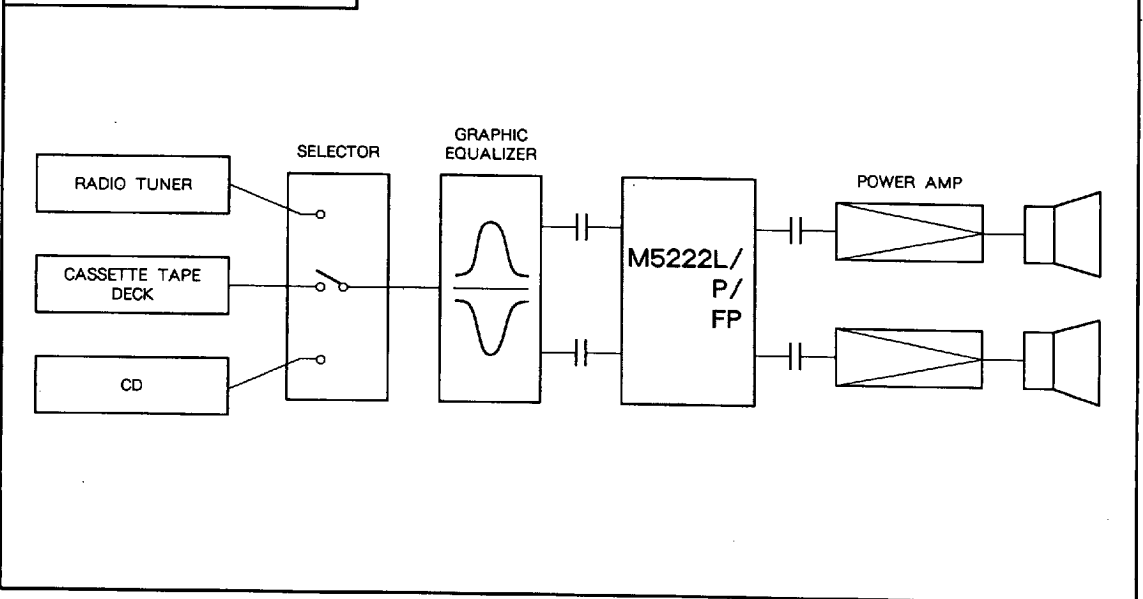 RADIO TUNER
CASSETTE TAPE
DECK
CD
SELECTOR
GRAPHIC
EQUALIZER
M5222L/
P/
FP
POWER AMP